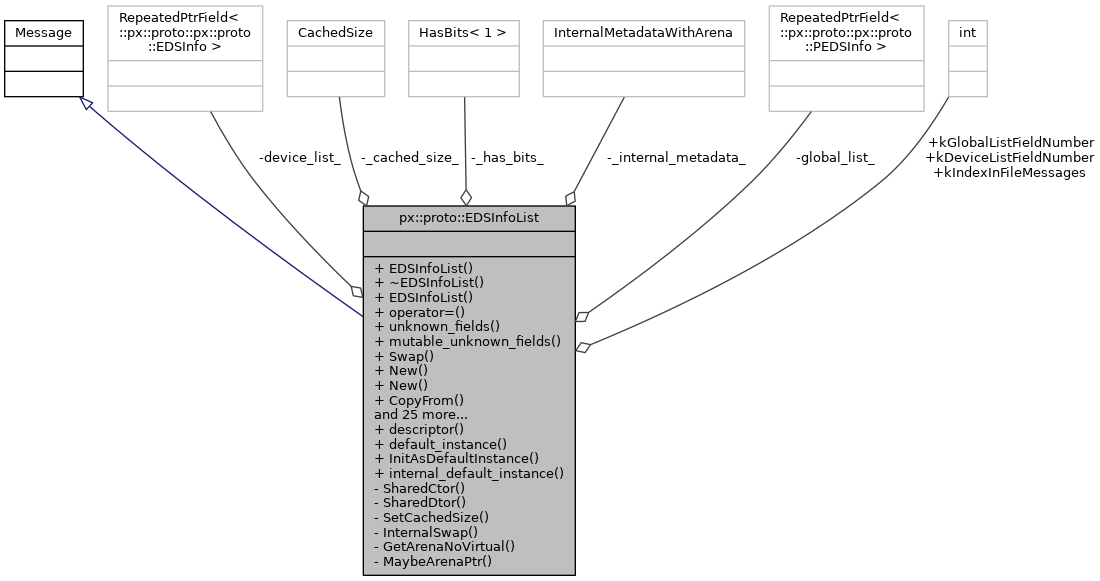 Message
RepeatedPtrField<
::px::proto::px::proto
::EDSInfo >
CachedSize
HasBits< 1 >
InternalMetadataWithArena
RepeatedPtrField<
::px::proto::px::proto
::PEDSInfo >
int
-device_list_
-_cached_size_
-_has_bits_
-_internal_metadata_
-global_list_
+kGlobalListFieldNumber
+kDeviceListFieldNumber
+kIndexInFileMessages
px::proto::EDSInfoList
+ EDSInfoList()
+ ~EDSInfoList()
+ EDSInfoList()
+ operator=()
+ unknown_fields()
+ mutable_unknown_fields()
+ Swap()
+ New()
+ New()
+ CopyFrom()
and 25 more...
+ descriptor()
+ default_instance()
+ InitAsDefaultInstance()
+ internal_default_instance()
- SharedCtor()
- SharedDtor()
- SetCachedSize()
- InternalSwap()
- GetArenaNoVirtual()
- MaybeArenaPtr()